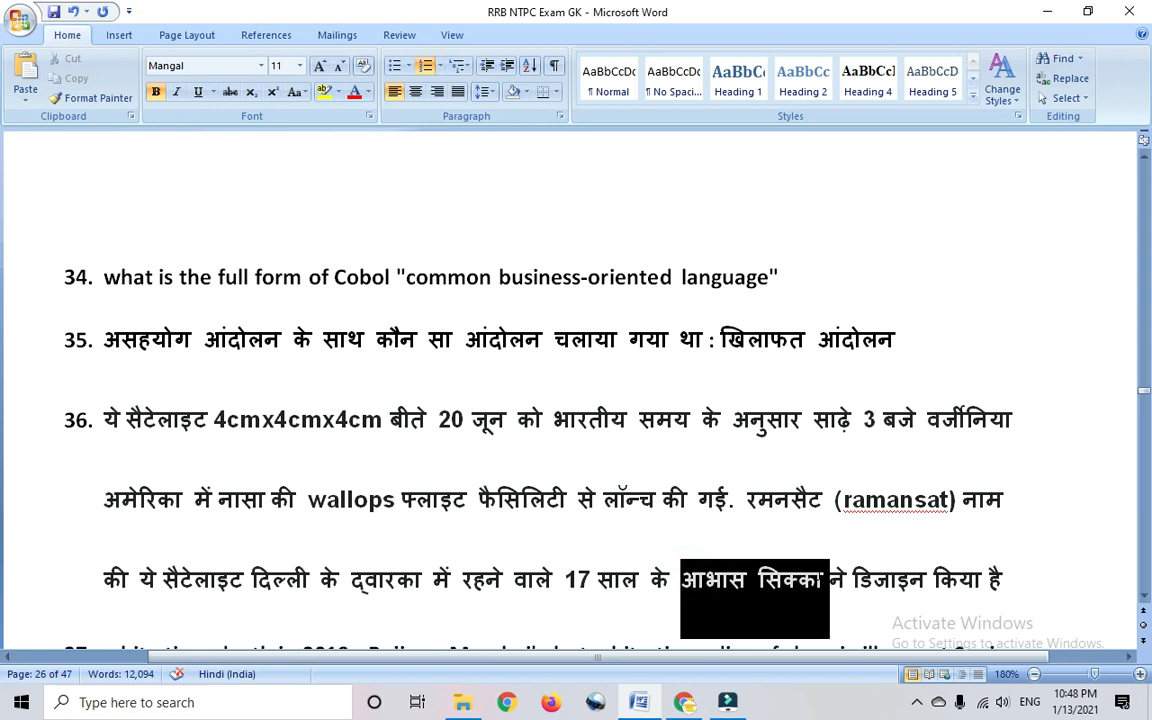 RRB NTPC Exam GK - Microsoft Word
Home Insert Page Layout References Mailings Review View
Paste
Cut
Copy
Format Painter
Clipboard
Mangal 11
Font
Paragraph
AaBbCcDc AaBbCcDc AaBbCc AaBbCc AaBbCcI AaBbCcD
¶ Normal ¶ No Spaci... Heading 1 Heading 2 Heading 4 Heading 5
Change Styles
Styles
Find
Replace
Select
Editing
34. what is the full form of Cobol "common business-oriented language"
35. असहयोग आंदोलन के साथ कौन सा आंदोलन चलाया गया था : खिलाफत आंदोलन
36. ये सैटेलाइट 4cmx4cmx4cm बीते 20 जून को भारतीय समय के अनुसार साढ़े 3 बजे वर्जीनिया
अमेरिका में नासा की wallops फ्लाइट फैसिलिटी से लॉन्च की गई. रमनसैट (ramansat) नाम
की ये सैटेलाइट दिल्ली के द्वारका में रहने वाले 17 साल के आभास सिक्का ने डिजाइन किया है
Activate Windows
Go to Settings to activate Windows.
Page: 26 of 47 Words: 12,094 Hindi (India) 180%
Type here to search
ENG
10:48 PM
1/13/2021